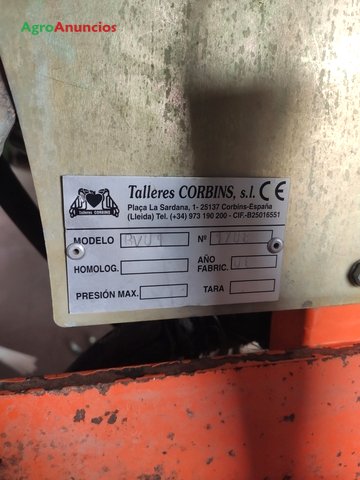 AgroAnuncios
Talleres CORBINS, s.l. CE
Talleres CORBINS
Plaça La Sardana, 1- 25137 Corbins-España
(Lleida) Tel. (+34) 973 190 200 - CIF.-B25016551
MODELO Nº
HOMOLOG. AÑO FABRIC.
PRESIÓN MAX. TARA